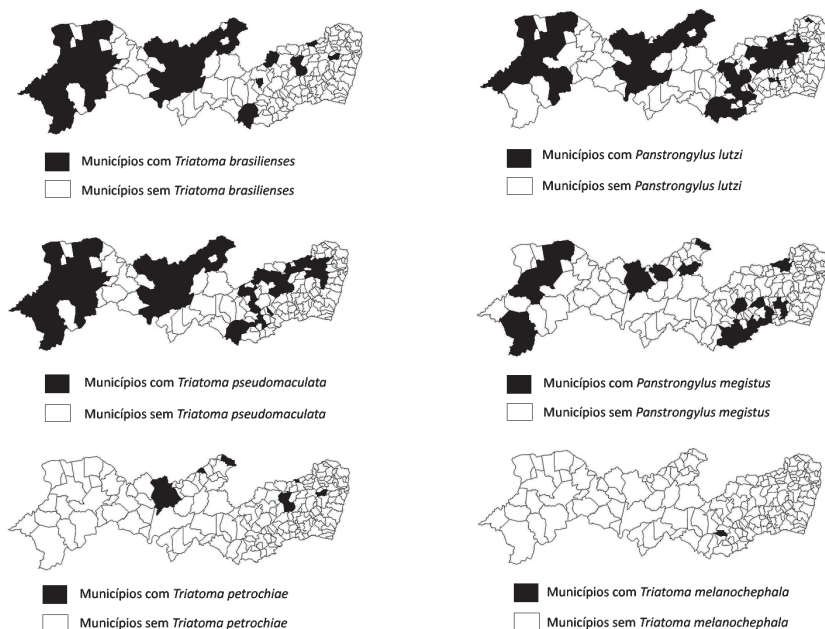 Municípios com Triatoma brasilienses
Municípios sem Triatoma brasilienses
Municípios com Panstrongylus lutzi
Municípios sem Panstrongylus lutzi
Municípios com Triatoma pseudomaculata
Municípios sem Triatoma pseudomaculata
Municípios com Panstrongylus megistus
Municípios sem Panstrongylus megistus
Municípios com Triatoma petrochiae
Municípios sem Triatoma petrochiae
Municípios com Triatoma melanochephala
Municípios sem Triatoma melanochephala